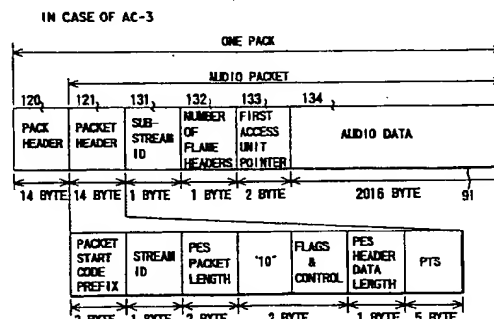 IN CASE OF AC-3
ONE PACK
AUDIO PACKET
120 121 131 132 133 134
PACK HEADER
PACKET HEADER
SUB-STREAM ID
NUMBER OF FLAME HEADERS
FIRST ACCESS UNIT POINTER
AUDIO DATA
14 BYTE 14 BYTE 1 BYTE 1 BYTE 2 BYTE 2016 BYTE 91
PACKET START CODE PREFIX
STREAM ID
PES PACKET LENGTH
"10"
FLAGS & CONTROL
PES HEADER DATA LENGTH
PTS
3 BYTE 1 BYTE 2 BYTE 2 BYTE 1 BYTE 5 BYTE